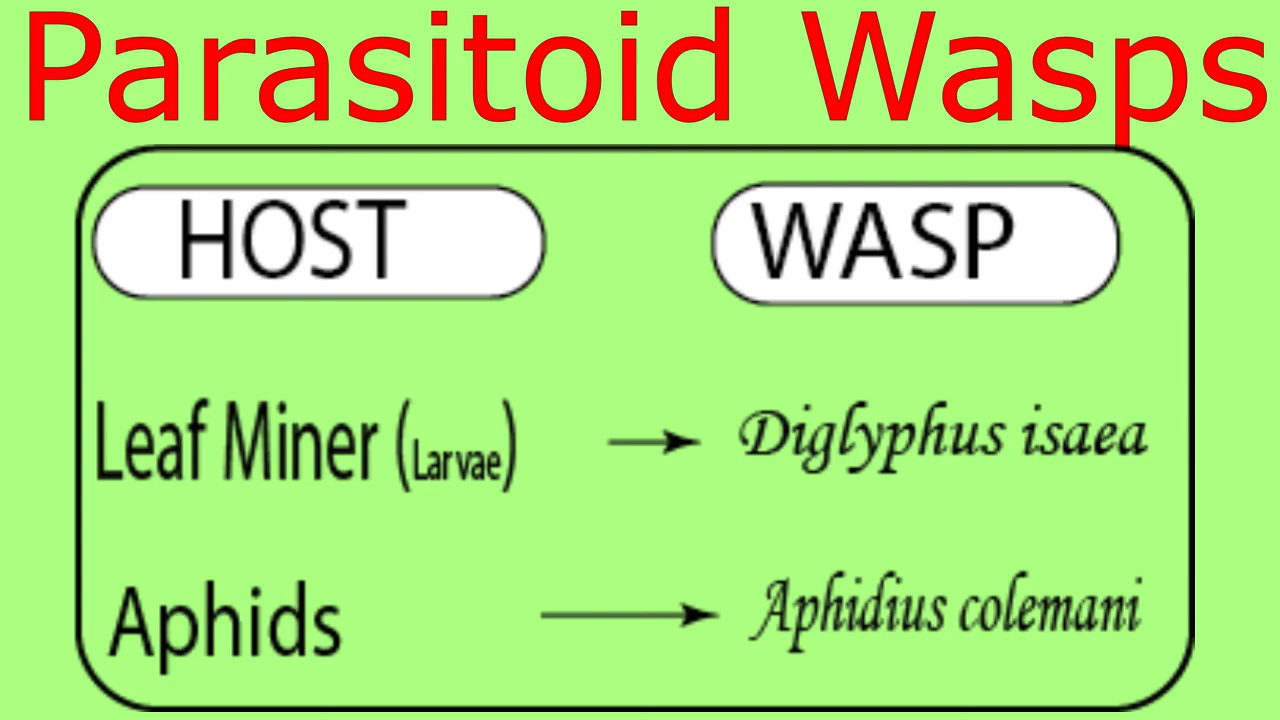 Parasitoid Wasps
HOST WASP
Leaf Miner (Larvae) Diglyphus isaea
Aphids Aphidius colemani